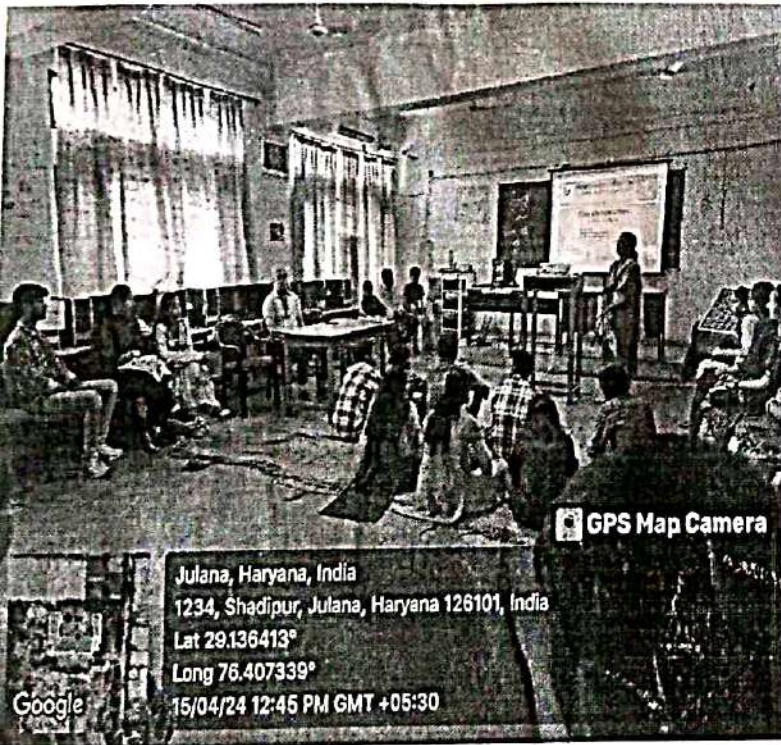 GPS Map Camera
Julana, Haryana, India
1234, Shadipur, Julana, Haryana 126101, India
Lat 29.136413°
Long 76.407339°
15/04/24 12:45 PM GMT +05:30
Google